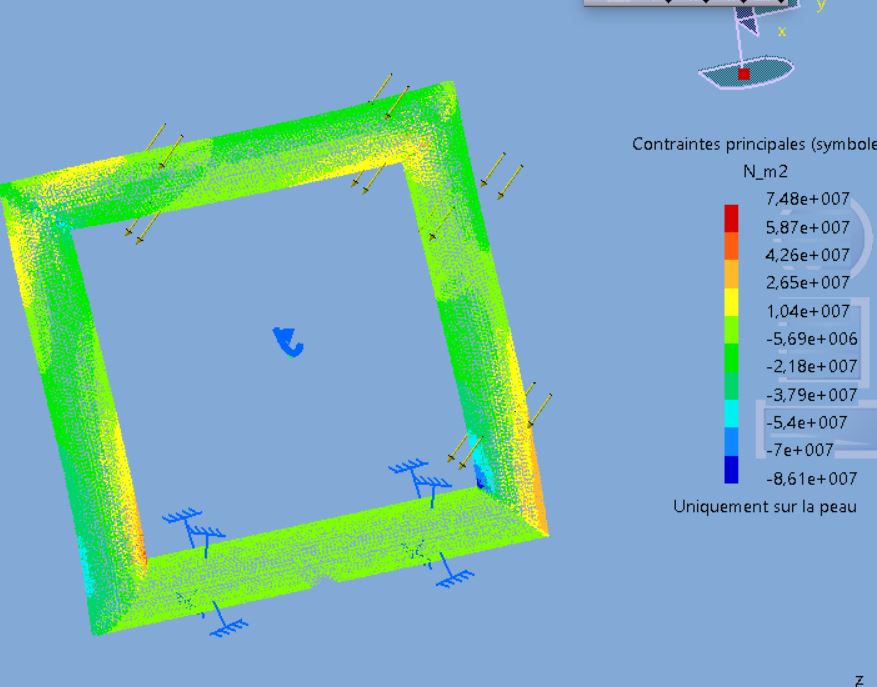 y
x
Contraintes principales (symbole
N_m2
7,48e+007
5,87e+007
4,26e+007
2,65e+007
1,04e+007
-5,69e+006
-2,18e+007
-3,79e+007
-5,4e+007
-7e+007
-8,61e+007
Uniquement sur la peau
z